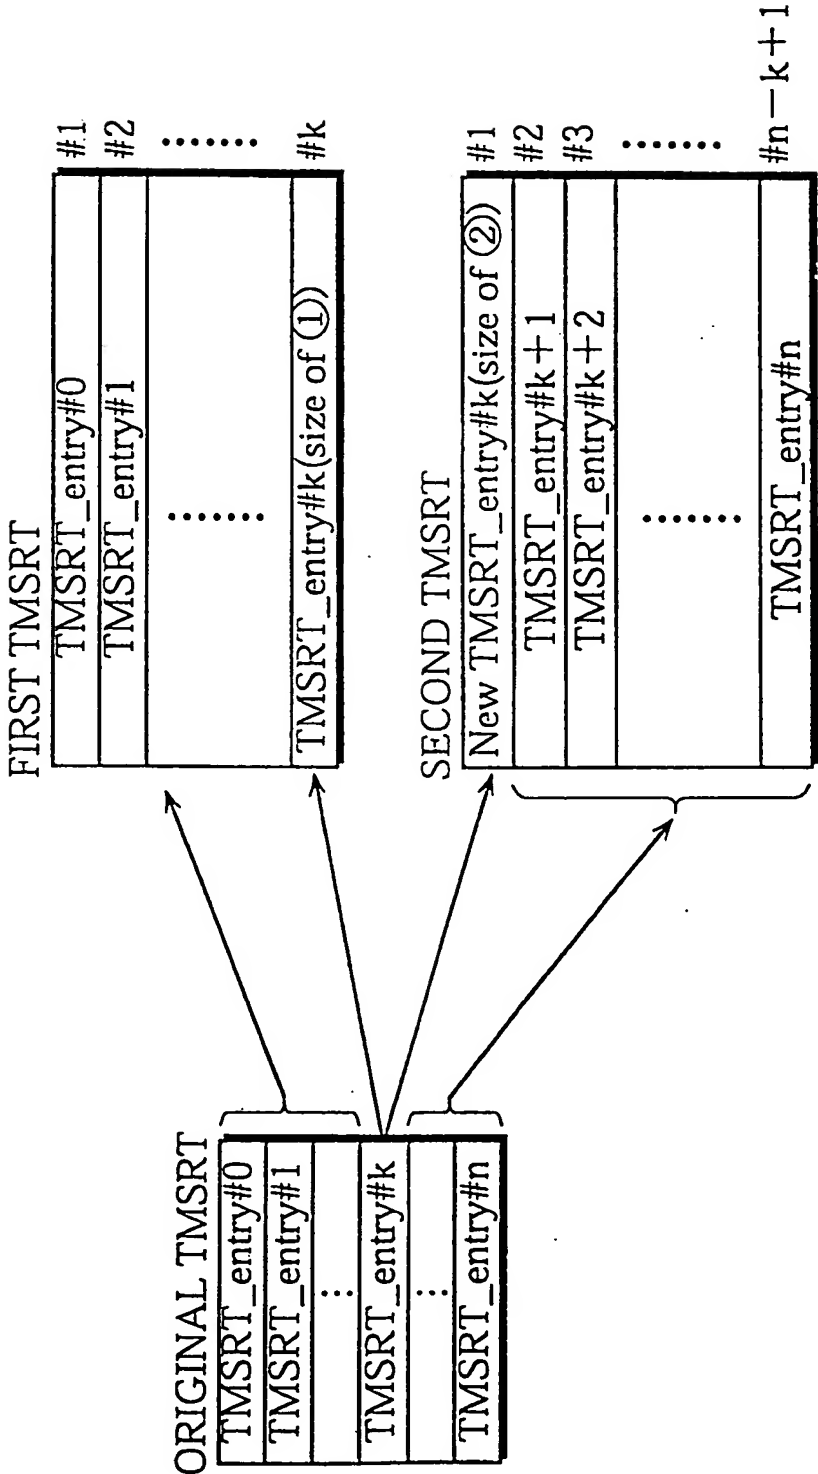 ORIGINAL TMSRT
TMSRT_entry#0
TMSRT_entry#1
...
TMSRT_entry#k
...
TMSRT_entry#n
FIRST TMSRT
TMSRT_entry#0 #1
TMSRT_entry#1 #2
....... .......
TMSRT_entry#k(size of ①) #k
SECOND TMSRT
New TMSRT_entry#k(size of ②) #1
TMSRT_entry#k+1 #2
TMSRT_entry#k+2 #3
....... .......
TMSRT_entry#n #n-k+1